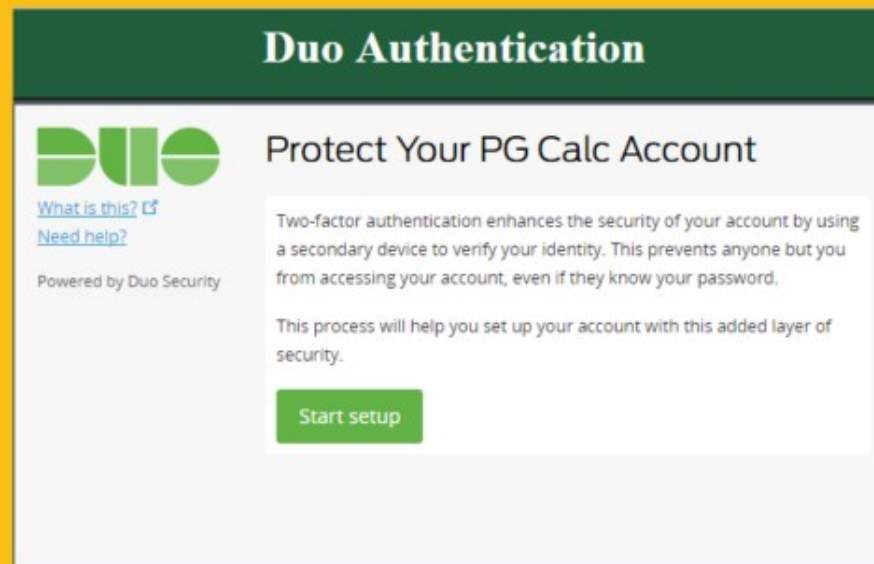 Duo Authentication
DUO
What is this?
Need help?
Powered by Duo Security
Protect Your PG Calc Account
Two-factor authentication enhances the security of your account by using
a secondary device to verify your identity. This prevents anyone but you
from accessing your account, even if they know your password.
This process will help you set up your account with this added layer of
security.
Start setup